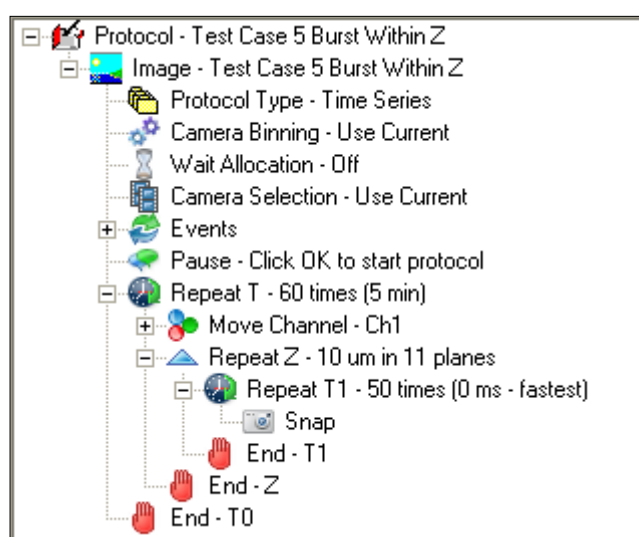 Protocol - Test Case 5 Burst Within Z
Image - Test Case 5 Burst Within Z
Protocol Type - Time Series
Camera Binning - Use Current
Wait Allocation - Off
Camera Selection - Use Current
Events
Pause - Click OK to start protocol
Repeat T - 60 times (5 min)
Move Channel - Ch1
Repeat Z - 10 um in 11 planes
Repeat T1 - 50 times (0 ms - fastest)
Snap
End - T1
End - Z
End - T0